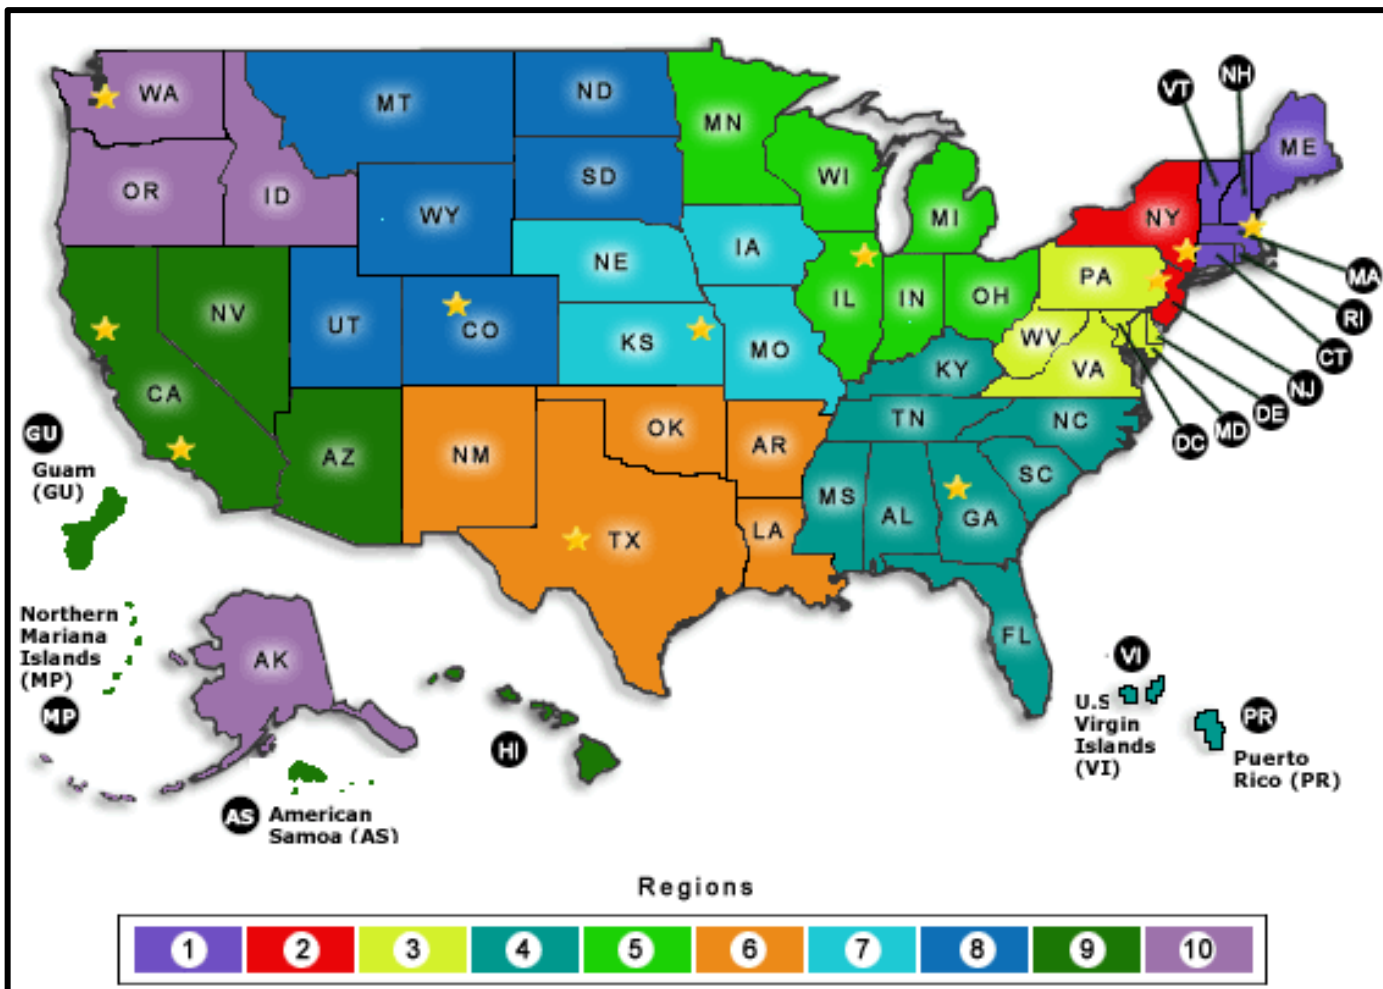 NH
VT
WA
MT
ND
MN
ME
OR
ID
SD
WI
WY
MI
NY
NE
IA
PA
MA
NV
UT
CO
KS
IL
IN
OH
RI
MO
WV
CT
CA
KY
VA
NJ
DE
MD
DC
GU
Guam
(GU)
AZ
NM
OK
AR
TN
NC
SC
MS
AL
GA
TX
LA
Northern
Mariana
Islands
(MP)
MP
AK
FL
HI
VI
U.S
Virgin
Islands
(VI)
PR
Puerto
Rico (PR)
AS
American
Samoa (AS)
Regions
1 2 3 4 5 6 7 8 9 10